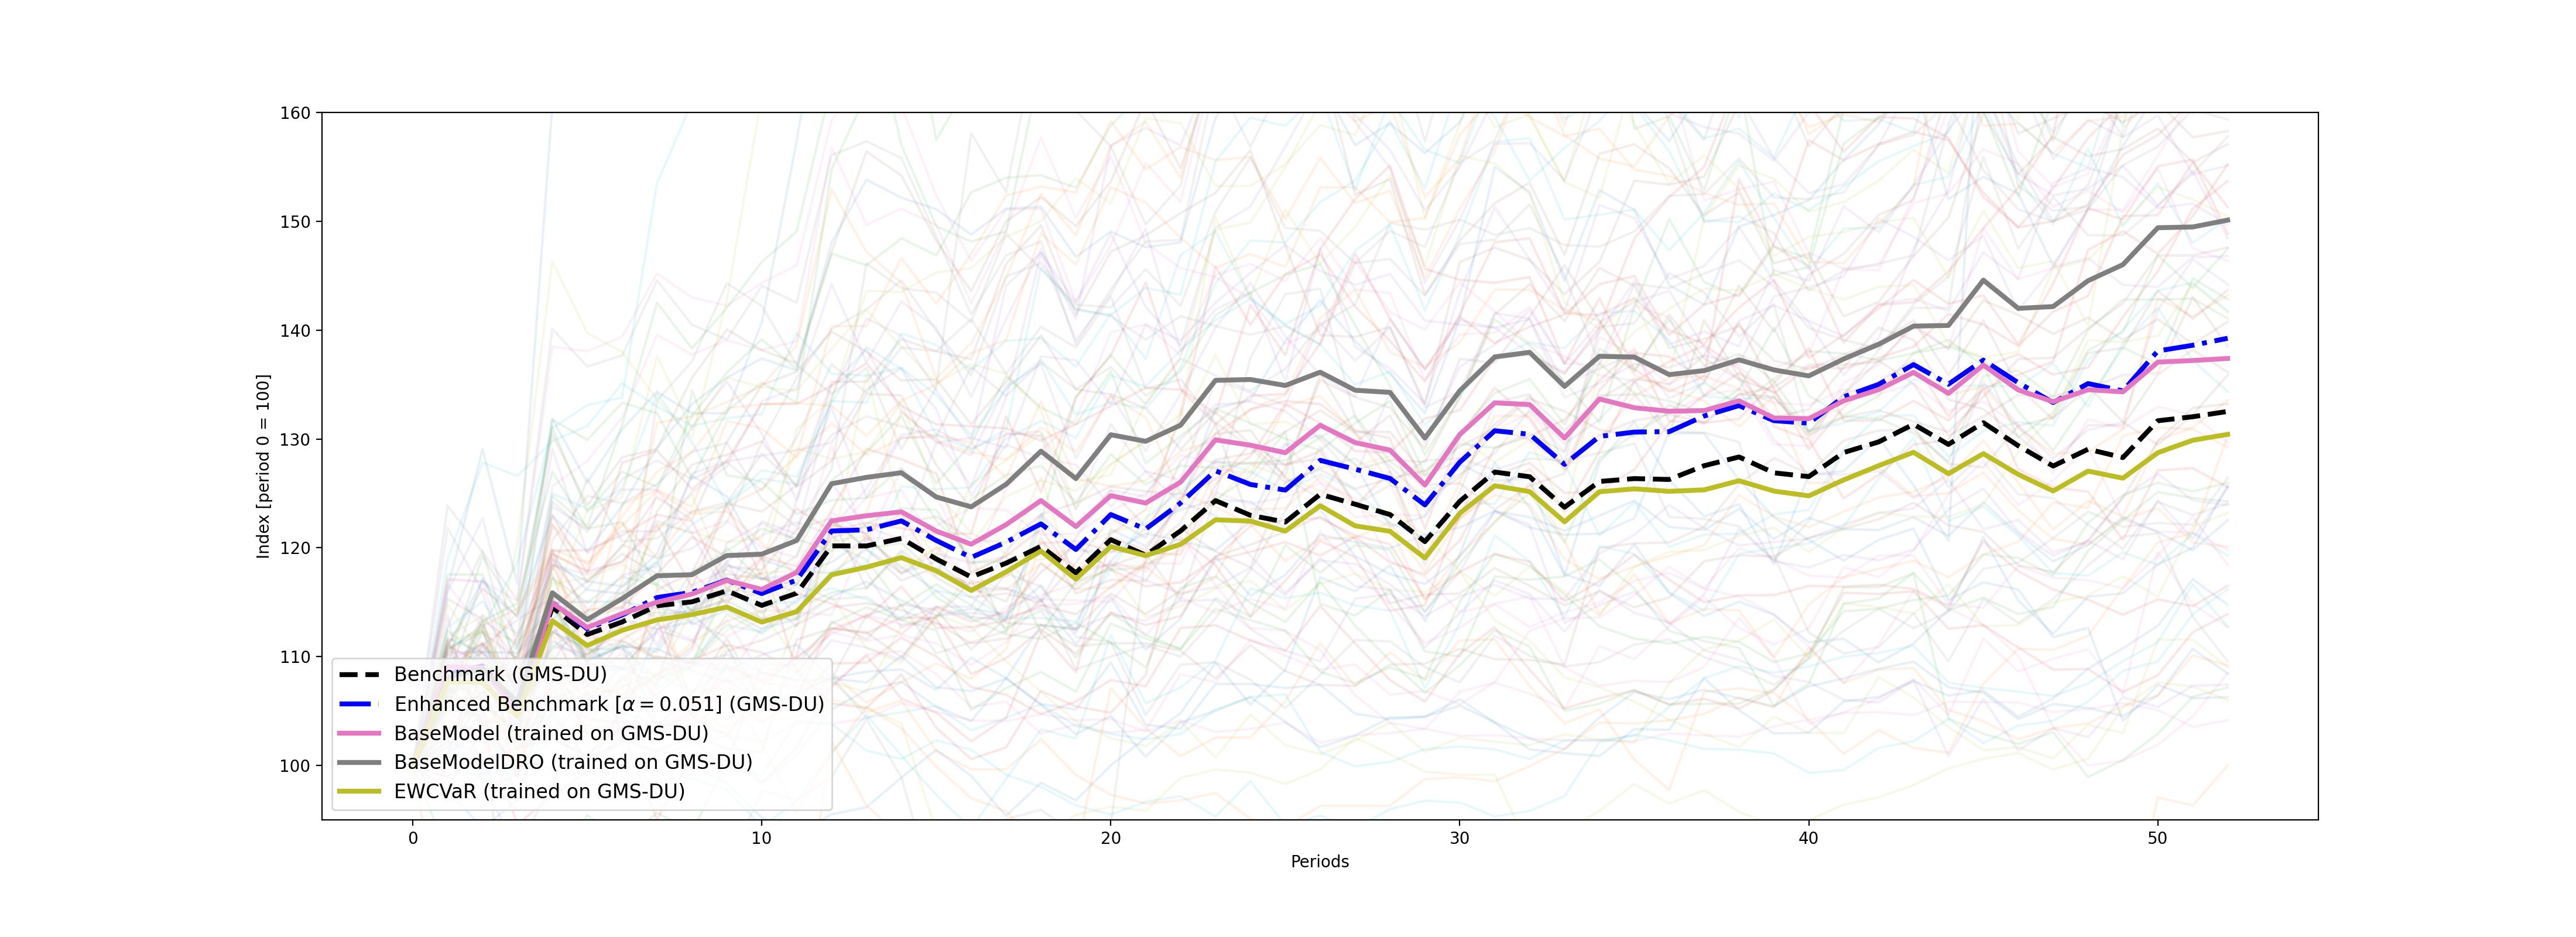 160
150
140
130
120
110
100
Index [period 0 = 100]
Benchmark (GMS-DU)
Enhanced Benchmark [α = 0.051] (GMS-DU)
BaseModel (trained on GMS-DU)
BaseModelDRO (trained on GMS-DU)
EWCVaR (trained on GMS-DU)
0 10 20 30 40 50
Periods